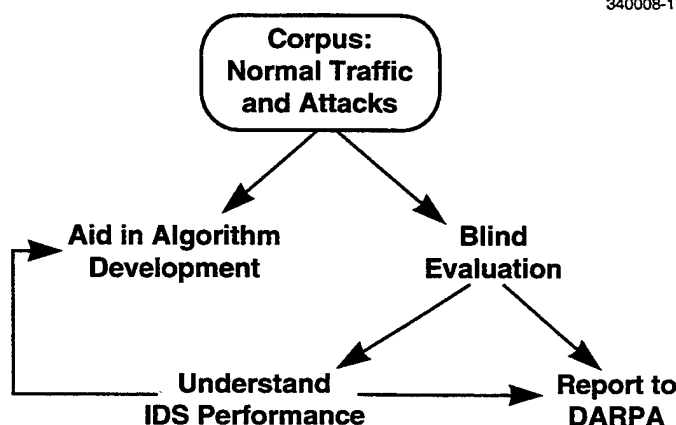 340008-1
Corpus:
Normal Traffic
and Attacks
Aid in Algorithm
Development
Blind
Evaluation
Understand
IDS Performance
Report to
DARPA